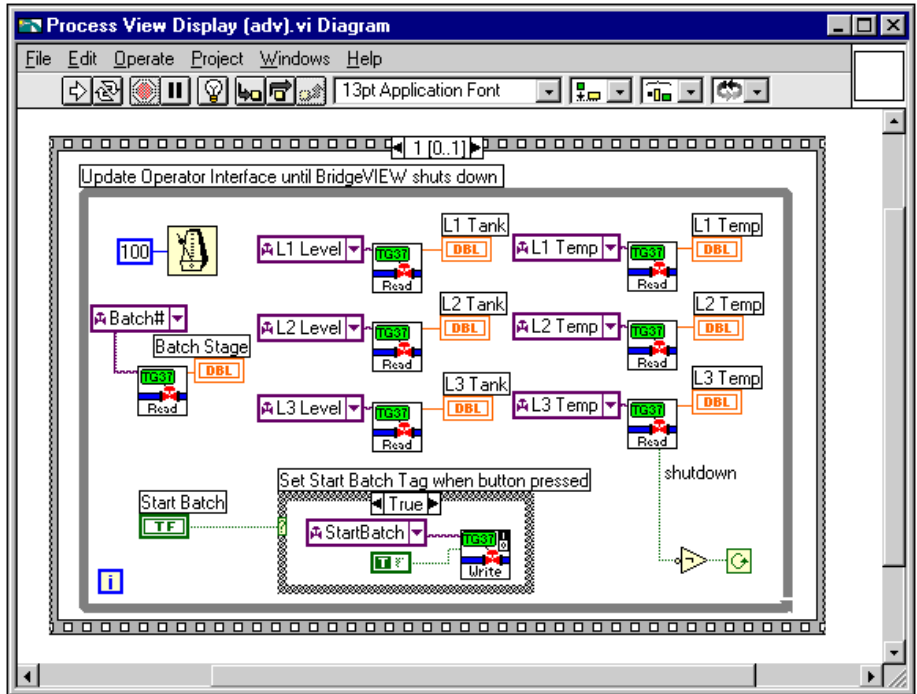 Process View Display (adv).vi Diagram
File Edit Operate Project Windows Help
13pt Application Font
1 [0..1]
Update Operator Interface until BridgeVIEW shuts down
100
L1 Level
TG37
Read
L1 Tank
DBL
L1 Temp
TG37
Read
L1 Temp
DBL
Batch#
TG37
Read
Batch Stage
DBL
L2 Level
TG37
Read
L2 Tank
DBL
L2 Temp
TG37
Read
L2 Temp
DBL
L3 Level
TG37
Read
L3 Tank
DBL
L3 Temp
TG37
Read
L3 Temp
DBL
shutdown
Set Start Batch Tag when button pressed
Start Batch
TF
?
True
StartBatch
TG37
Write
T F
i